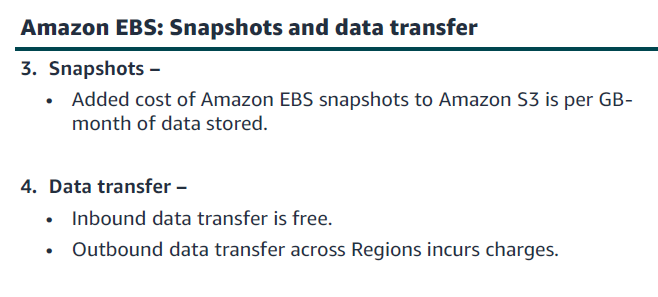 Amazon EBS: Snapshots and data transfer
3. Snapshots –
• Added cost of Amazon EBS snapshots to Amazon S3 is per GB-
month of data stored.
4. Data transfer –
• Inbound data transfer is free.
• Outbound data transfer across Regions incurs charges.